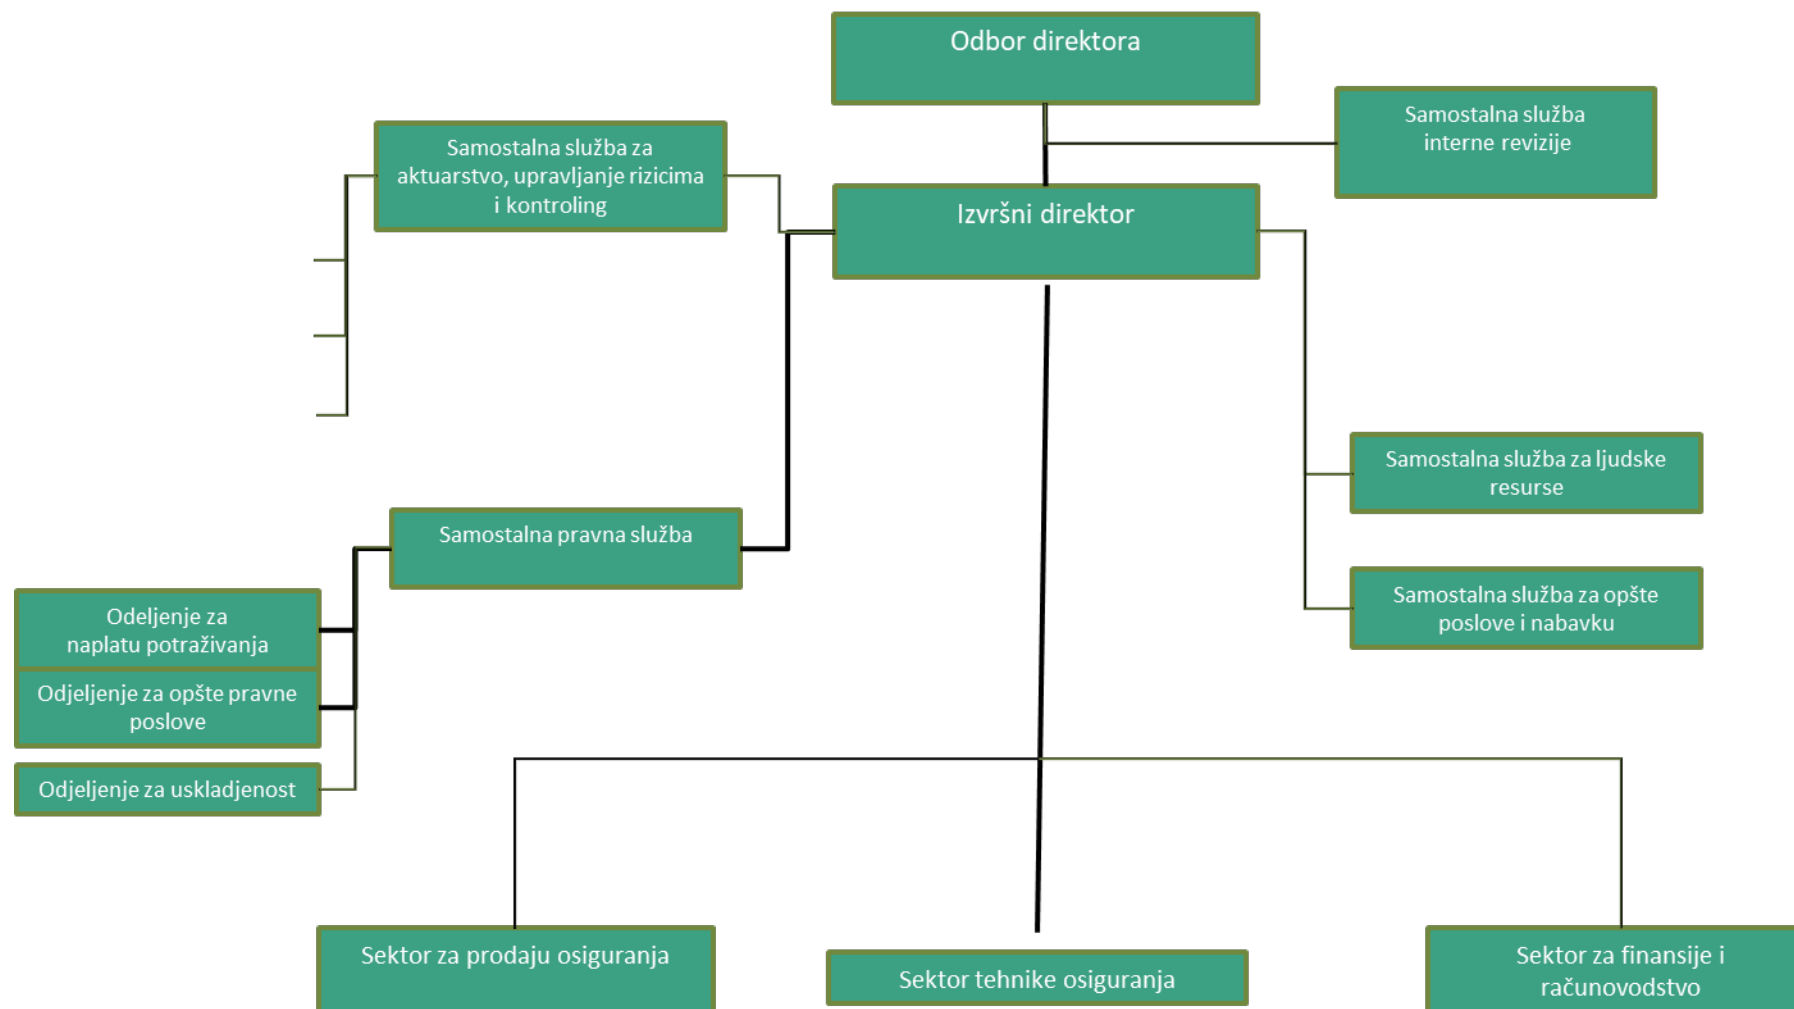 Odbor direktora
Samostalna služba
interne revizije
Samostalna služba za
aktuarstvo, upravljanje rizicima
i kontroling
Izvršni direktor
Samostalna služba za ljudske
resurse
Samostalna pravna služba
Samostalna služba za opšte
poslove i nabavku
Odeljenje za
naplatu potraživanja
Odjeljenje za opšte pravne
poslove
Odjeljenje za uskladjenost
Sektor za prodaju osiguranja
Sektor tehnike osiguranja
Sektor za finansije i
računovodstvo